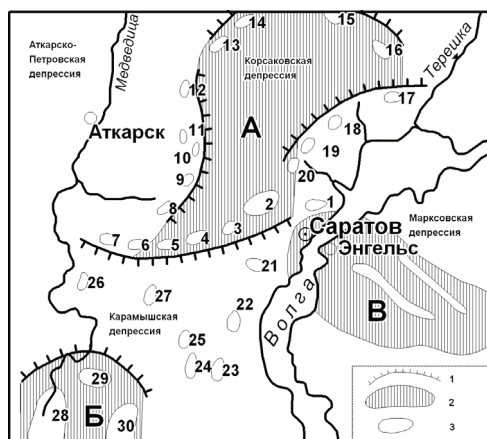 Аткарско-
Петровская
депрессия
Медведица
14
15
13
16
Корсаковская
депрессия
Терешка
12
17
Аткарск
А
11
18
10
19
9
20
8
2
1
7
6
5
4
3
Саратов
Энгельс
Марксовская
депрессия
21
26
27
Волга
Карамышская
депрессия
22
В
25
24
23
29
28
Б
30
1
2
3